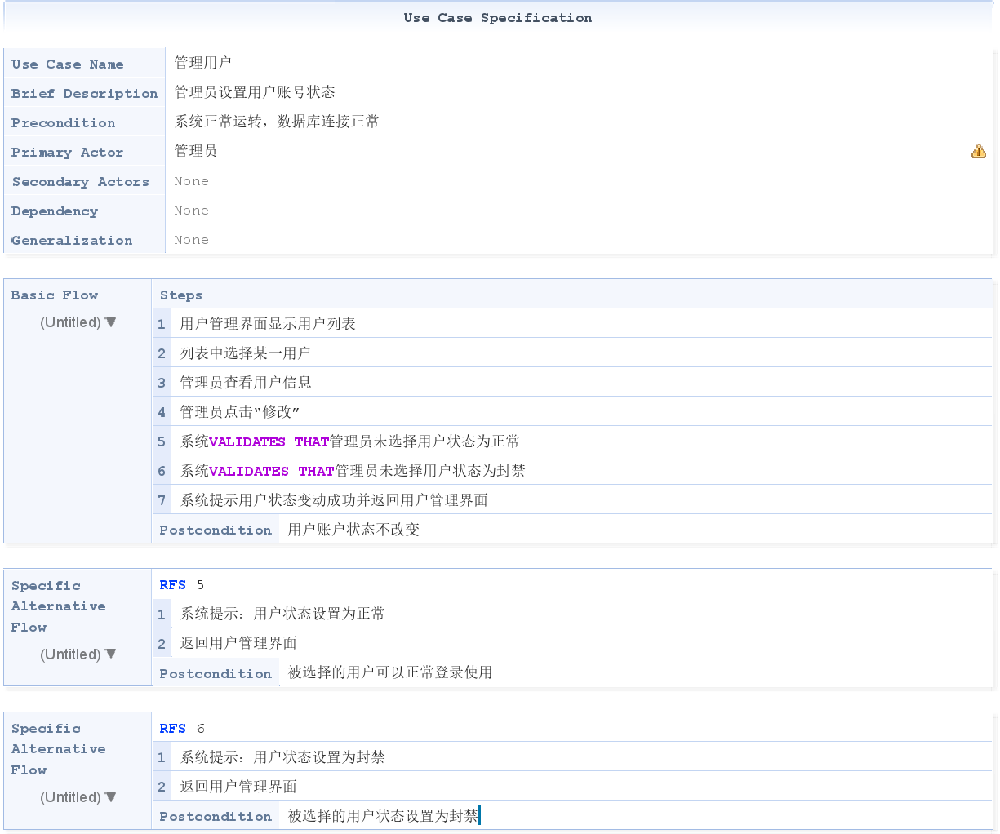 Use Case Specification
Use Case Name 管理用户
Brief Description 管理员设置用户账号状态
Precondition 系统正常运转，数据库连接正常
Primary Actor 管理员
Secondary Actors None
Dependency None
Generalization None
Basic Flow Steps
(Untitled) ▼
1 用户管理界面显示用户列表
2 列表中选择某一用户
3 管理员查看用户信息
4 管理员点击“修改”
5 系统VALIDATES THAT管理员未选择用户状态为正常
6 系统VALIDATES THAT管理员未选择用户状态为封禁
7 系统提示用户状态变动成功并返回用户管理界面
Postcondition 用户账户状态不改变
Specific
Alternative
Flow
(Untitled) ▼
RFS 5
1 系统提示：用户状态设置为正常
2 返回用户管理界面
Postcondition 被选择的用户可以正常登录使用
Specific
Alternative
Flow
(Untitled) ▼
RFS 6
1 系统提示：用户状态设置为封禁
2 返回用户管理界面
Postcondition 被选择的用户状态设置为封禁